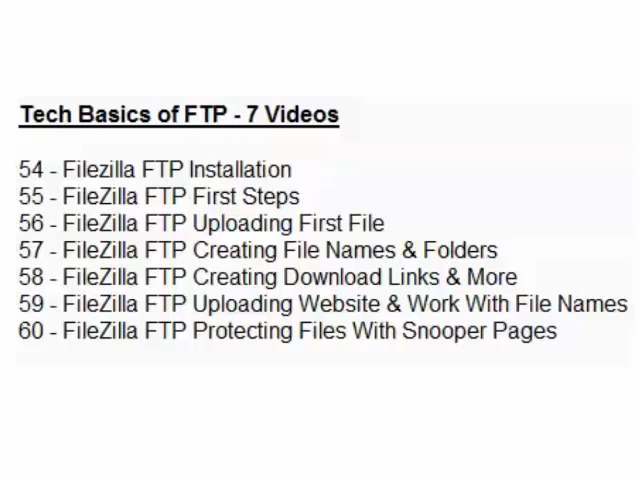 Tech Basics of FTP - 7 Videos
54 - Filezilla FTP Installation
55 - FileZilla FTP First Steps
56 - FileZilla FTP Uploading First File
57 - FileZilla FTP Creating File Names & Folders
58 - FileZilla FTP Creating Download Links & More
59 - FileZilla FTP Uploading Website & Work With File Names
60 - FileZilla FTP Protecting Files With Snooper Pages